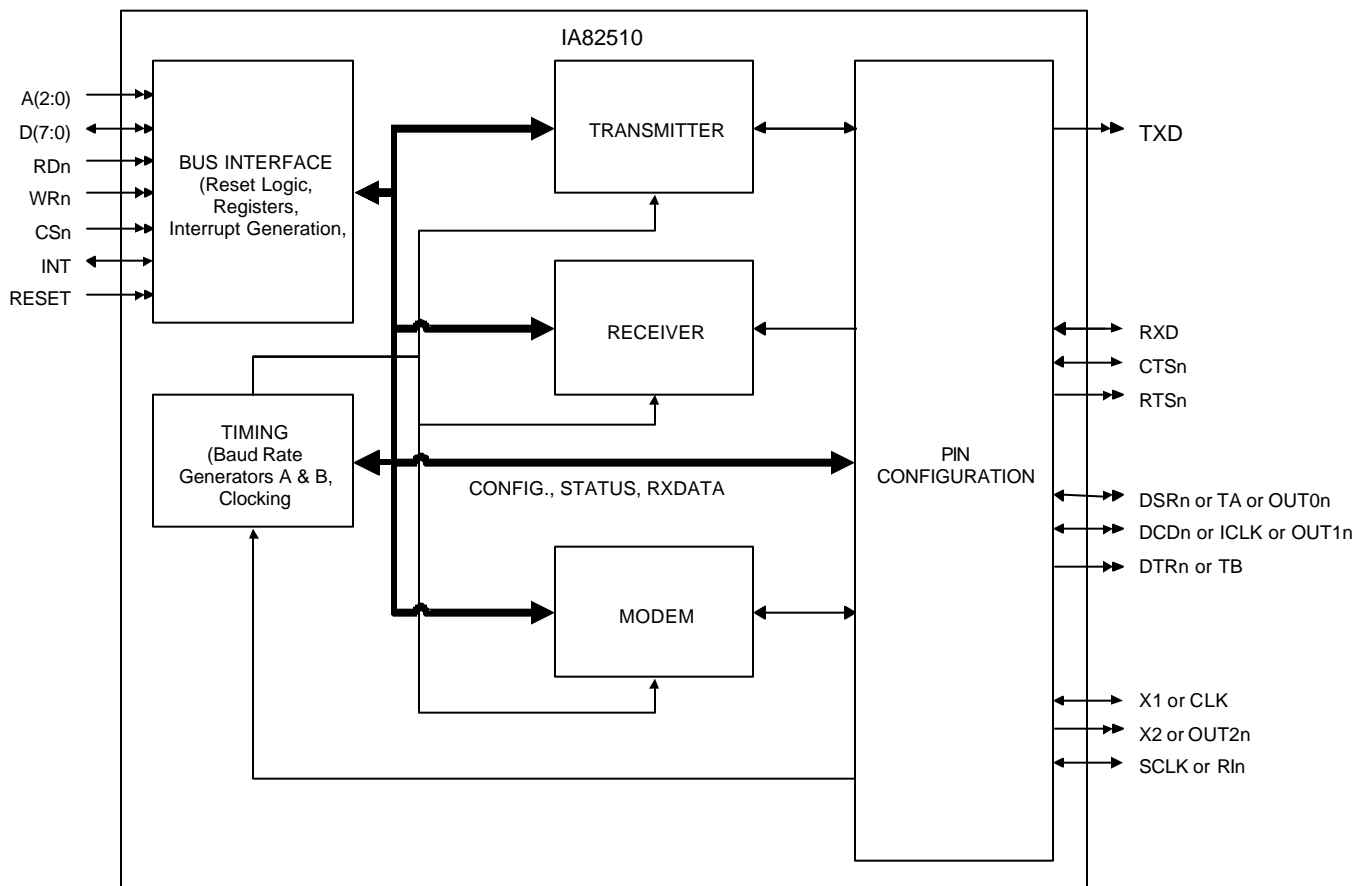 IA82510
A(2:0)
D(7:0)
RDn
WRn
CSn
INT
RESET
BUS INTERFACE
(Reset Logic,
Registers,
Interrupt Generation,
TRANSMITTER
TXD
RECEIVER
RXD
CTSn
RTSn
TIMING
(Baud Rate
Generators A & B,
Clocking
CONFIG., STATUS, RXDATA
PIN
CONFIGURATION
DSRn or TA or OUT0n
DCDn or ICLK or OUT1n
DTRn or TB
MODEM
X1 or CLK
X2 or OUT2n
SCLK or RIn